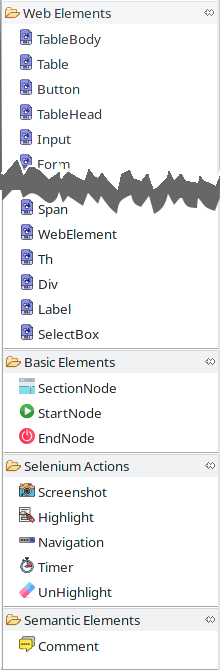 Web Elements
TableBody
Table
Button
TableHead
Input
Form
Span
WebElement
Th
Div
Label
SelectBox
Basic Elements
SectionNode
StartNode
EndNode
Selenium Actions
Screenshot
Highlight
Navigation
Timer
UnHighlight
Semantic Elements
Comment